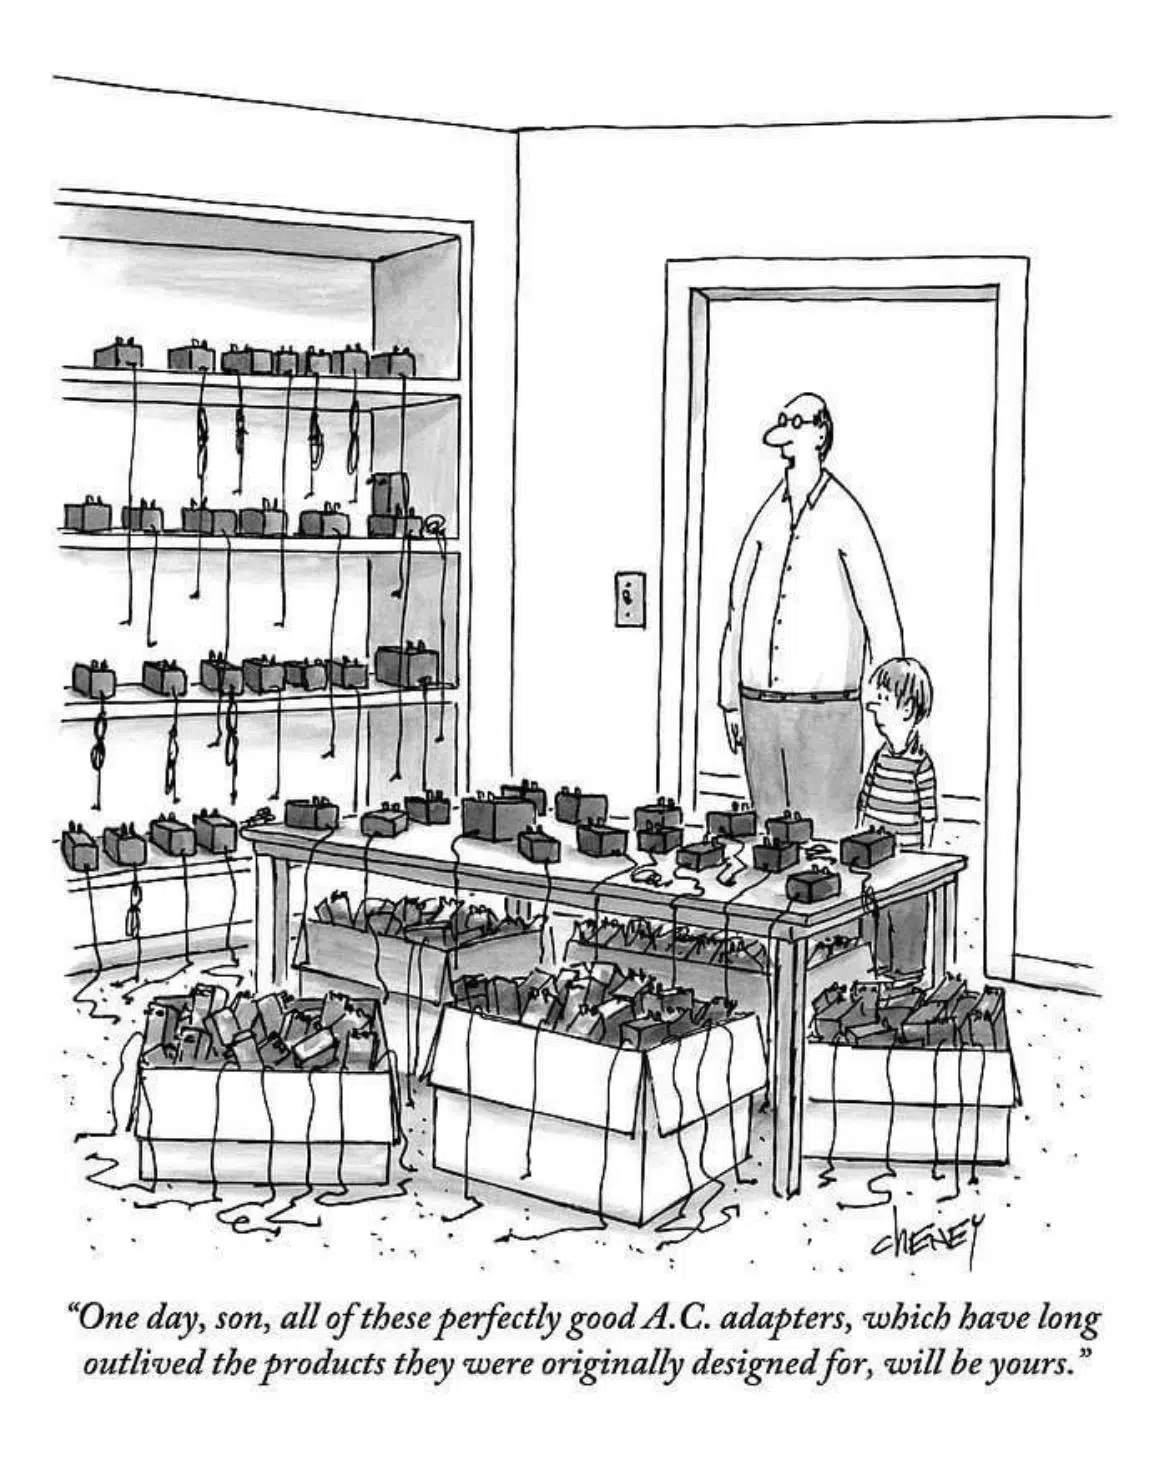 CHENEY
“One day, son, all of these perfectly good A.C. adapters, which have long
outlived the products they were originally designed for, will be yours.”